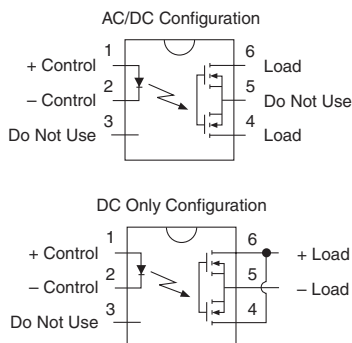 AC/DC Configuration
1 6
+ Control Load
2 5
– Control Do Not Use
3 4
Do Not Use Load
DC Only Configuration
1 6
+ Control + Load
2 5
– Control – Load
3 4
Do Not Use